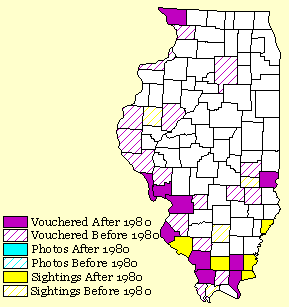 Vouchered After 1980
Vouchered Before 1980
Photos After 1980
Photos Before 1980
Sightings After 1980
Sightings Before 1980